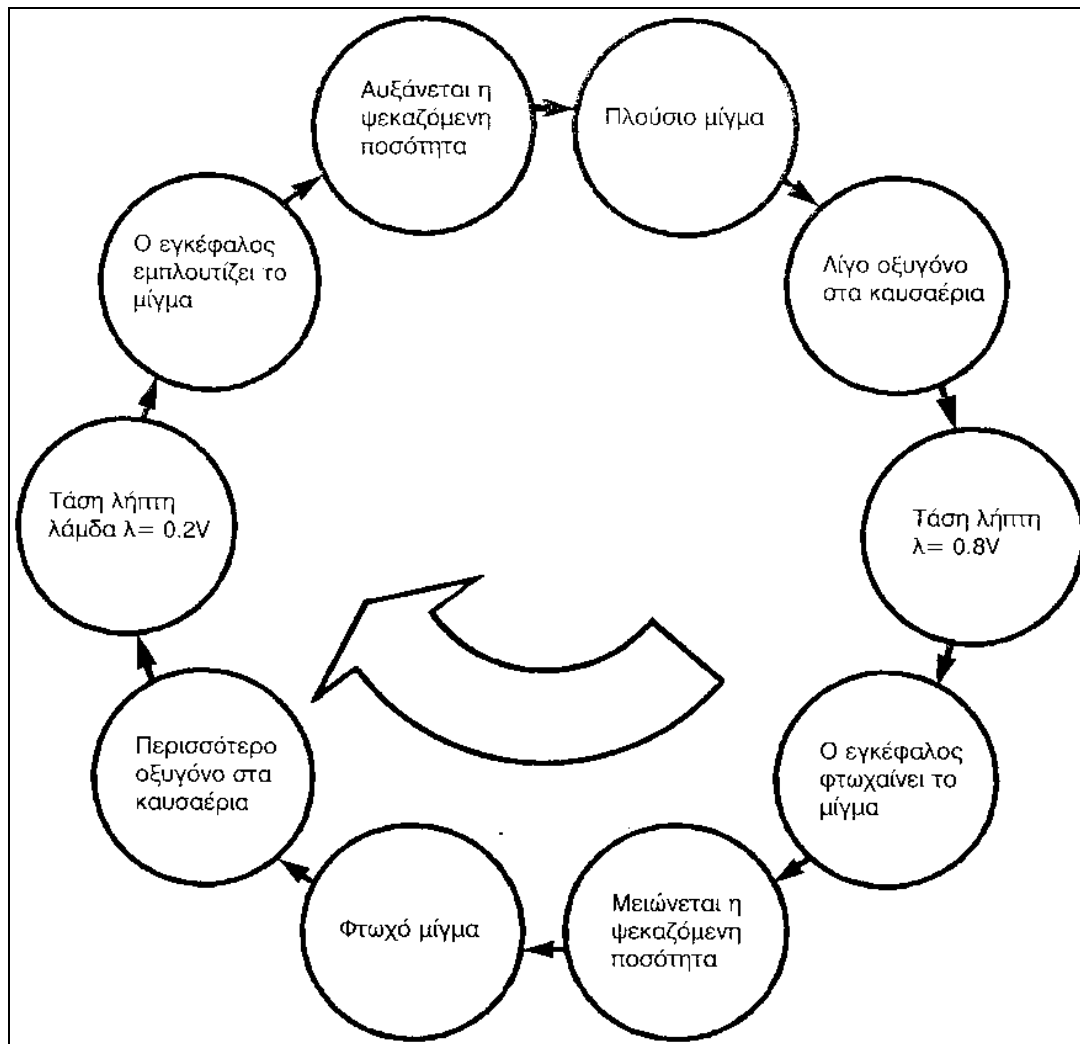 Αυξάνεται η
ψεκαζόμενη
ποσότητα
Πλούσιο μίγμα
Λίγο οξυγόνο
στα καυσαέρια
Τάση λήπτη
λ= 0.8V
Ο εγκέφαλος
φτωχαίνει το
μίγμα
Μειώνεται η
ψεκαζόμενη
ποσότητα
Φτωχό μίγμα
Περισσότερο
οξυγόνο στα
καυσαέρια
Τάση λήπτη
λάμδα λ= 0.2V
Ο εγκέφαλος
εμπλουτίζει το
μίγμα